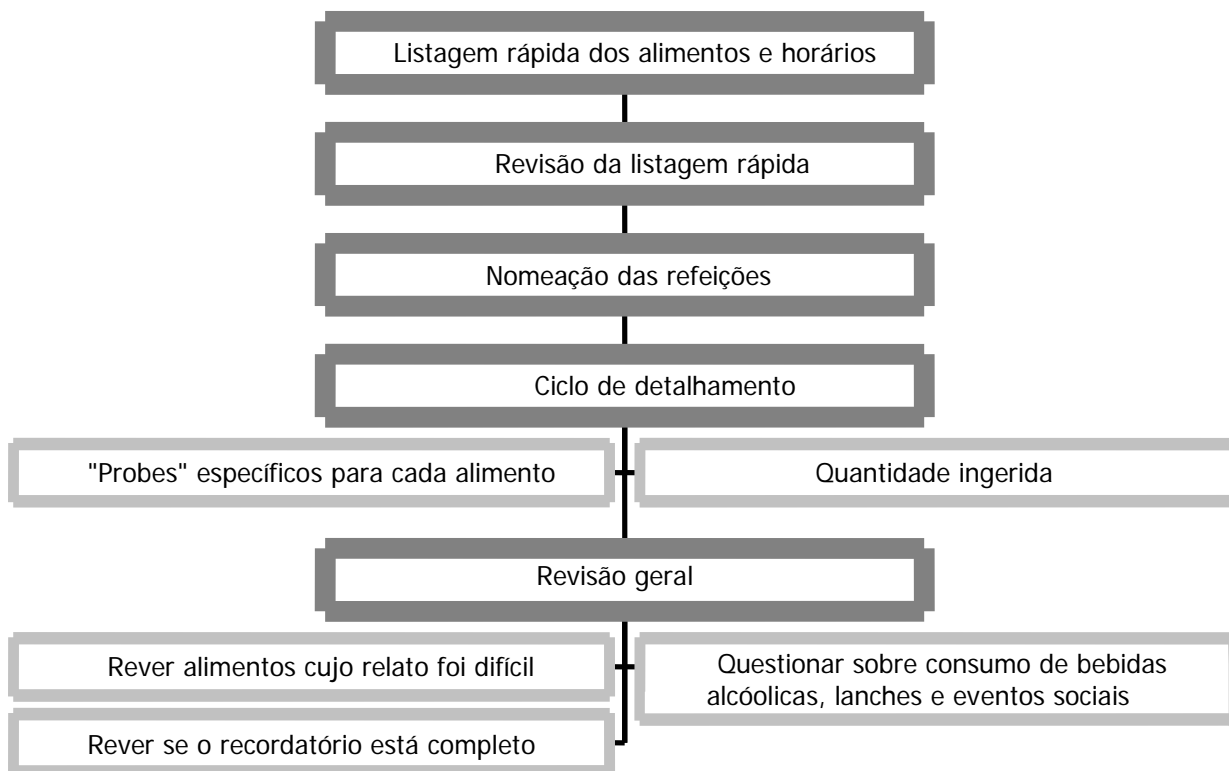 Listagem rápida dos alimentos e horários
Revisão da listagem rápida
Nomeação das refeições
Ciclo de detalhamento
"Probes" específicos para cada alimento
Quantidade ingerida
Revisão geral
Rever alimentos cujo relato foi difícil
Questionar sobre consumo de bebidas
alcóolicas, lanches e eventos sociais
Rever se o recordatório está completo